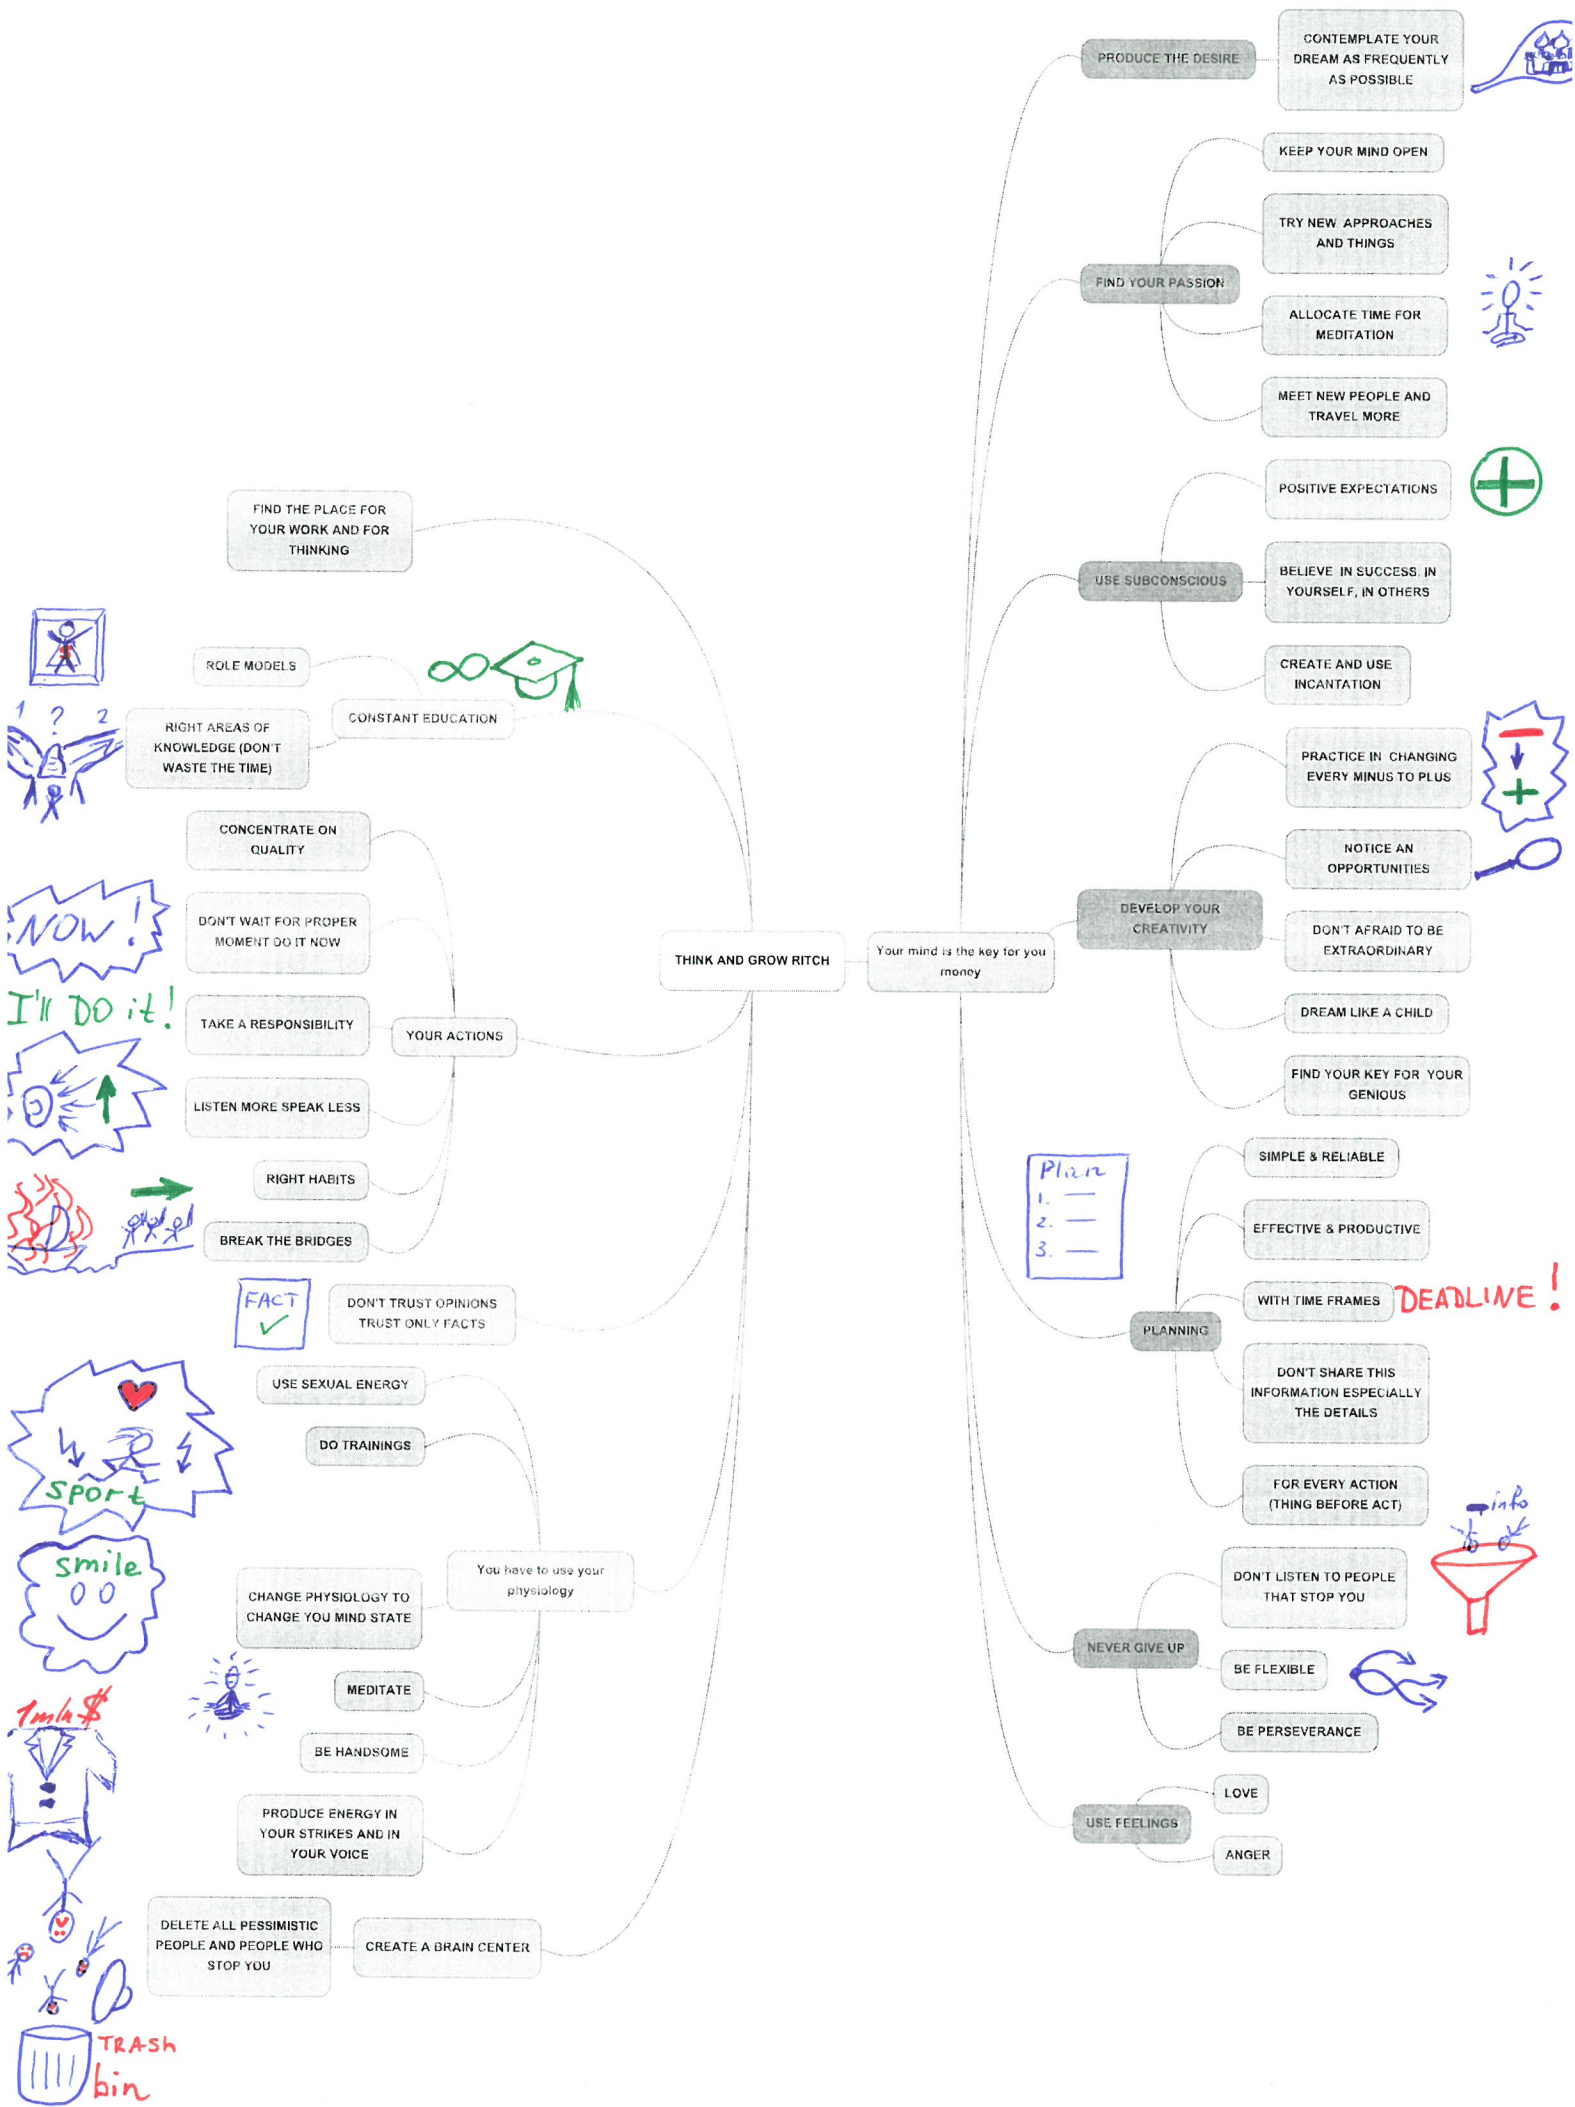 PRODUCE THE DESIRE
CONTEMPLATE YOUR
DREAM AS FREQUENTLY
AS POSSIBLE
FIND YOUR PASSION
KEEP YOUR MIND OPEN
TRY NEW APPROACHES
AND THINGS
ALLOCATE TIME FOR
MEDITATION
MEET NEW PEOPLE AND
TRAVEL MORE
USE SUBCONSCIOUS
POSITIVE EXPECTATIONS
BELIEVE IN SUCCESS, IN
YOURSELF, IN OTHERS
CREATE AND USE
INCANTATION
DEVELOP YOUR
CREATIVITY
PRACTICE IN CHANGING
EVERY MINUS TO PLUS
NOTICE AN
OPPORTUNITIES
DON'T AFRAID TO BE
EXTRAORDINARY
DREAM LIKE A CHILD
FIND YOUR KEY FOR YOUR
GENIOUS
THINK AND GROW RITCH
Your mind is the key for you
money
Plan
1. —
2. —
3. —
PLANNING
SIMPLE & RELIABLE
EFFECTIVE & PRODUCTIVE
WITH TIME FRAMES
DEADLINE!
DON'T SHARE THIS
INFORMATION ESPECIALLY
THE DETAILS
FOR EVERY ACTION
(THING BEFORE ACT)
- info
NEVER GIVE UP
DON'T LISTEN TO PEOPLE
THAT STOP YOU
BE FLEXIBLE
BE PERSEVERANCE
USE FEELINGS
LOVE
ANGER
FIND THE PLACE FOR
YOUR WORK AND FOR
THINKING
ROLE MODELS
CONSTANT EDUCATION
1 ? 2
RIGHT AREAS OF
KNOWLEDGE (DON'T
WASTE THE TIME)
CONCENTRATE ON
QUALITY
NOW!
DON'T WAIT FOR PROPER
MOMENT DO IT NOW
I'll DO it!
TAKE A RESPONSIBILITY
YOUR ACTIONS
LISTEN MORE SPEAK LESS
RIGHT HABITS
BREAK THE BRIDGES
FACT
DON'T TRUST OPINIONS
TRUST ONLY FACTS
USE SEXUAL ENERGY
DO TRAININGS
sport
smile
You have to use your
physiology
CHANGE PHYSIOLOGY TO
CHANGE YOU MIND STATE
MEDITATE
1mln $
BE HANDSOME
PRODUCE ENERGY IN
YOUR STRIKES AND IN
YOUR VOICE
DELETE ALL PESSIMISTIC
PEOPLE AND PEOPLE WHO
STOP YOU
CREATE A BRAIN CENTER
TRASh
bin